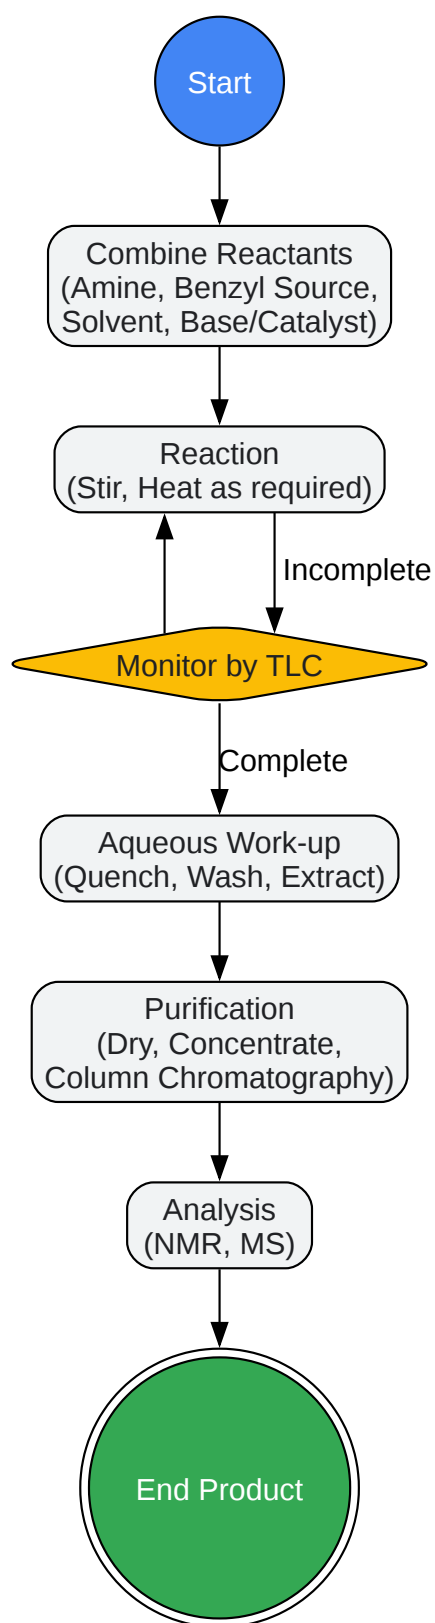 Start
Combine Reactants
(Amine, Benzyl Source,
Solvent, Base/Catalyst)
Reaction
(Stir, Heat as required)
Incomplete
Monitor by TLC
Complete
Aqueous Work-up
(Quench, Wash, Extract)
Purification
(Dry, Concentrate,
Column Chromatography)
Analysis
(NMR, MS)
End Product